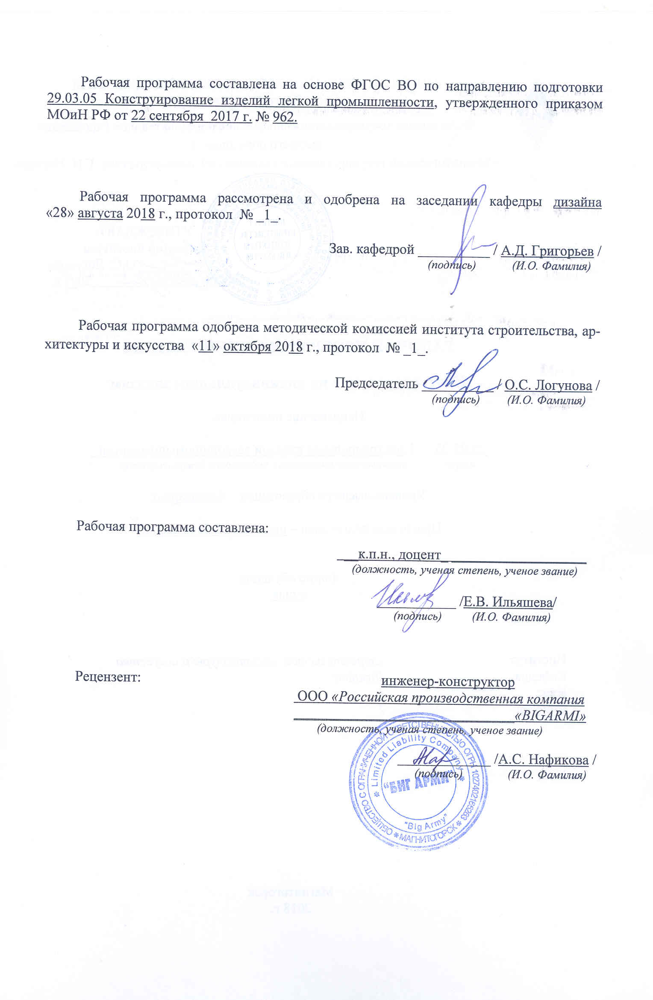 Рабочая программа составлена на основе ФГОС ВО по направлению подготовки
29.03.05 Конструирование изделий легкой промышленности, утвержденного приказом
МОиН РФ от 22 сентября 2017 г. № 962.
Рабочая программа рассмотрена и одобрена на заседании кафедры дизайна
«28» августа 2018 г., протокол № _1_.
Зав. кафедрой __________ / А.Д. Григорьев /
(подпись) (И.О. Фамилия)
Рабочая программа одобрена методической комиссией института строительства, ар-
хитектуры и искусства «11» октября 2018 г., протокол № _1_.
Председатель __________ / О.С. Логунова /
(подпись) (И.О. Фамилия)
Рабочая программа составлена:
к.п.н., доцент
(должность, ученая степень, ученое звание)
___________ /Е.В. Ильяшева/
(подпись) (И.О. Фамилия)
Рецензент:
инженер-конструктор
ООО «Российская производственная компания
«BIGARMI»
(должность, ученая степень, ученое звание)
_____________ /А.С. Нафикова /
(подпись) (И.О. Фамилия)
ОБЩЕСТВО С ОГРАНИЧЕННОЙ ОТВЕТСТВЕННОСТЬЮ ОГРН 1027402165263 * МАГНИТОГОРСК *
* Limited Liability Company *
"БИГ АРМИ"
"Big Army"